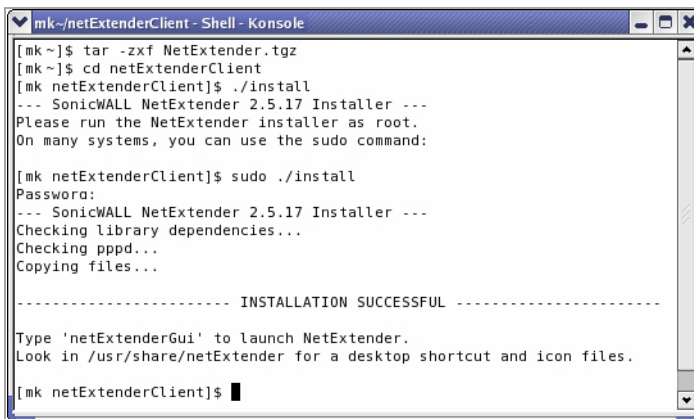 mk~/netExtenderClient - Shell - Konsole
[mk ~]$ tar -zxf NetExtender.tgz
[mk ~]$ cd netExtenderClient
[mk netExtenderClient]$ ./install
--- SonicWALL NetExtender 2.5.17 Installer ---
Please run the NetExtender installer as root.
On many systems, you can use the sudo command:
[mk netExtenderClient]$ sudo ./install
Password:
--- SonicWALL NetExtender 2.5.17 Installer ---
Checking library dependencies...
Checking pppd...
Copying files...
------------------------ INSTALLATION SUCCESSFUL -----------------------
Type 'netExtenderGui' to launch NetExtender.
Look in /usr/share/netExtender for a desktop shortcut and icon files.
[mk netExtenderClient]$